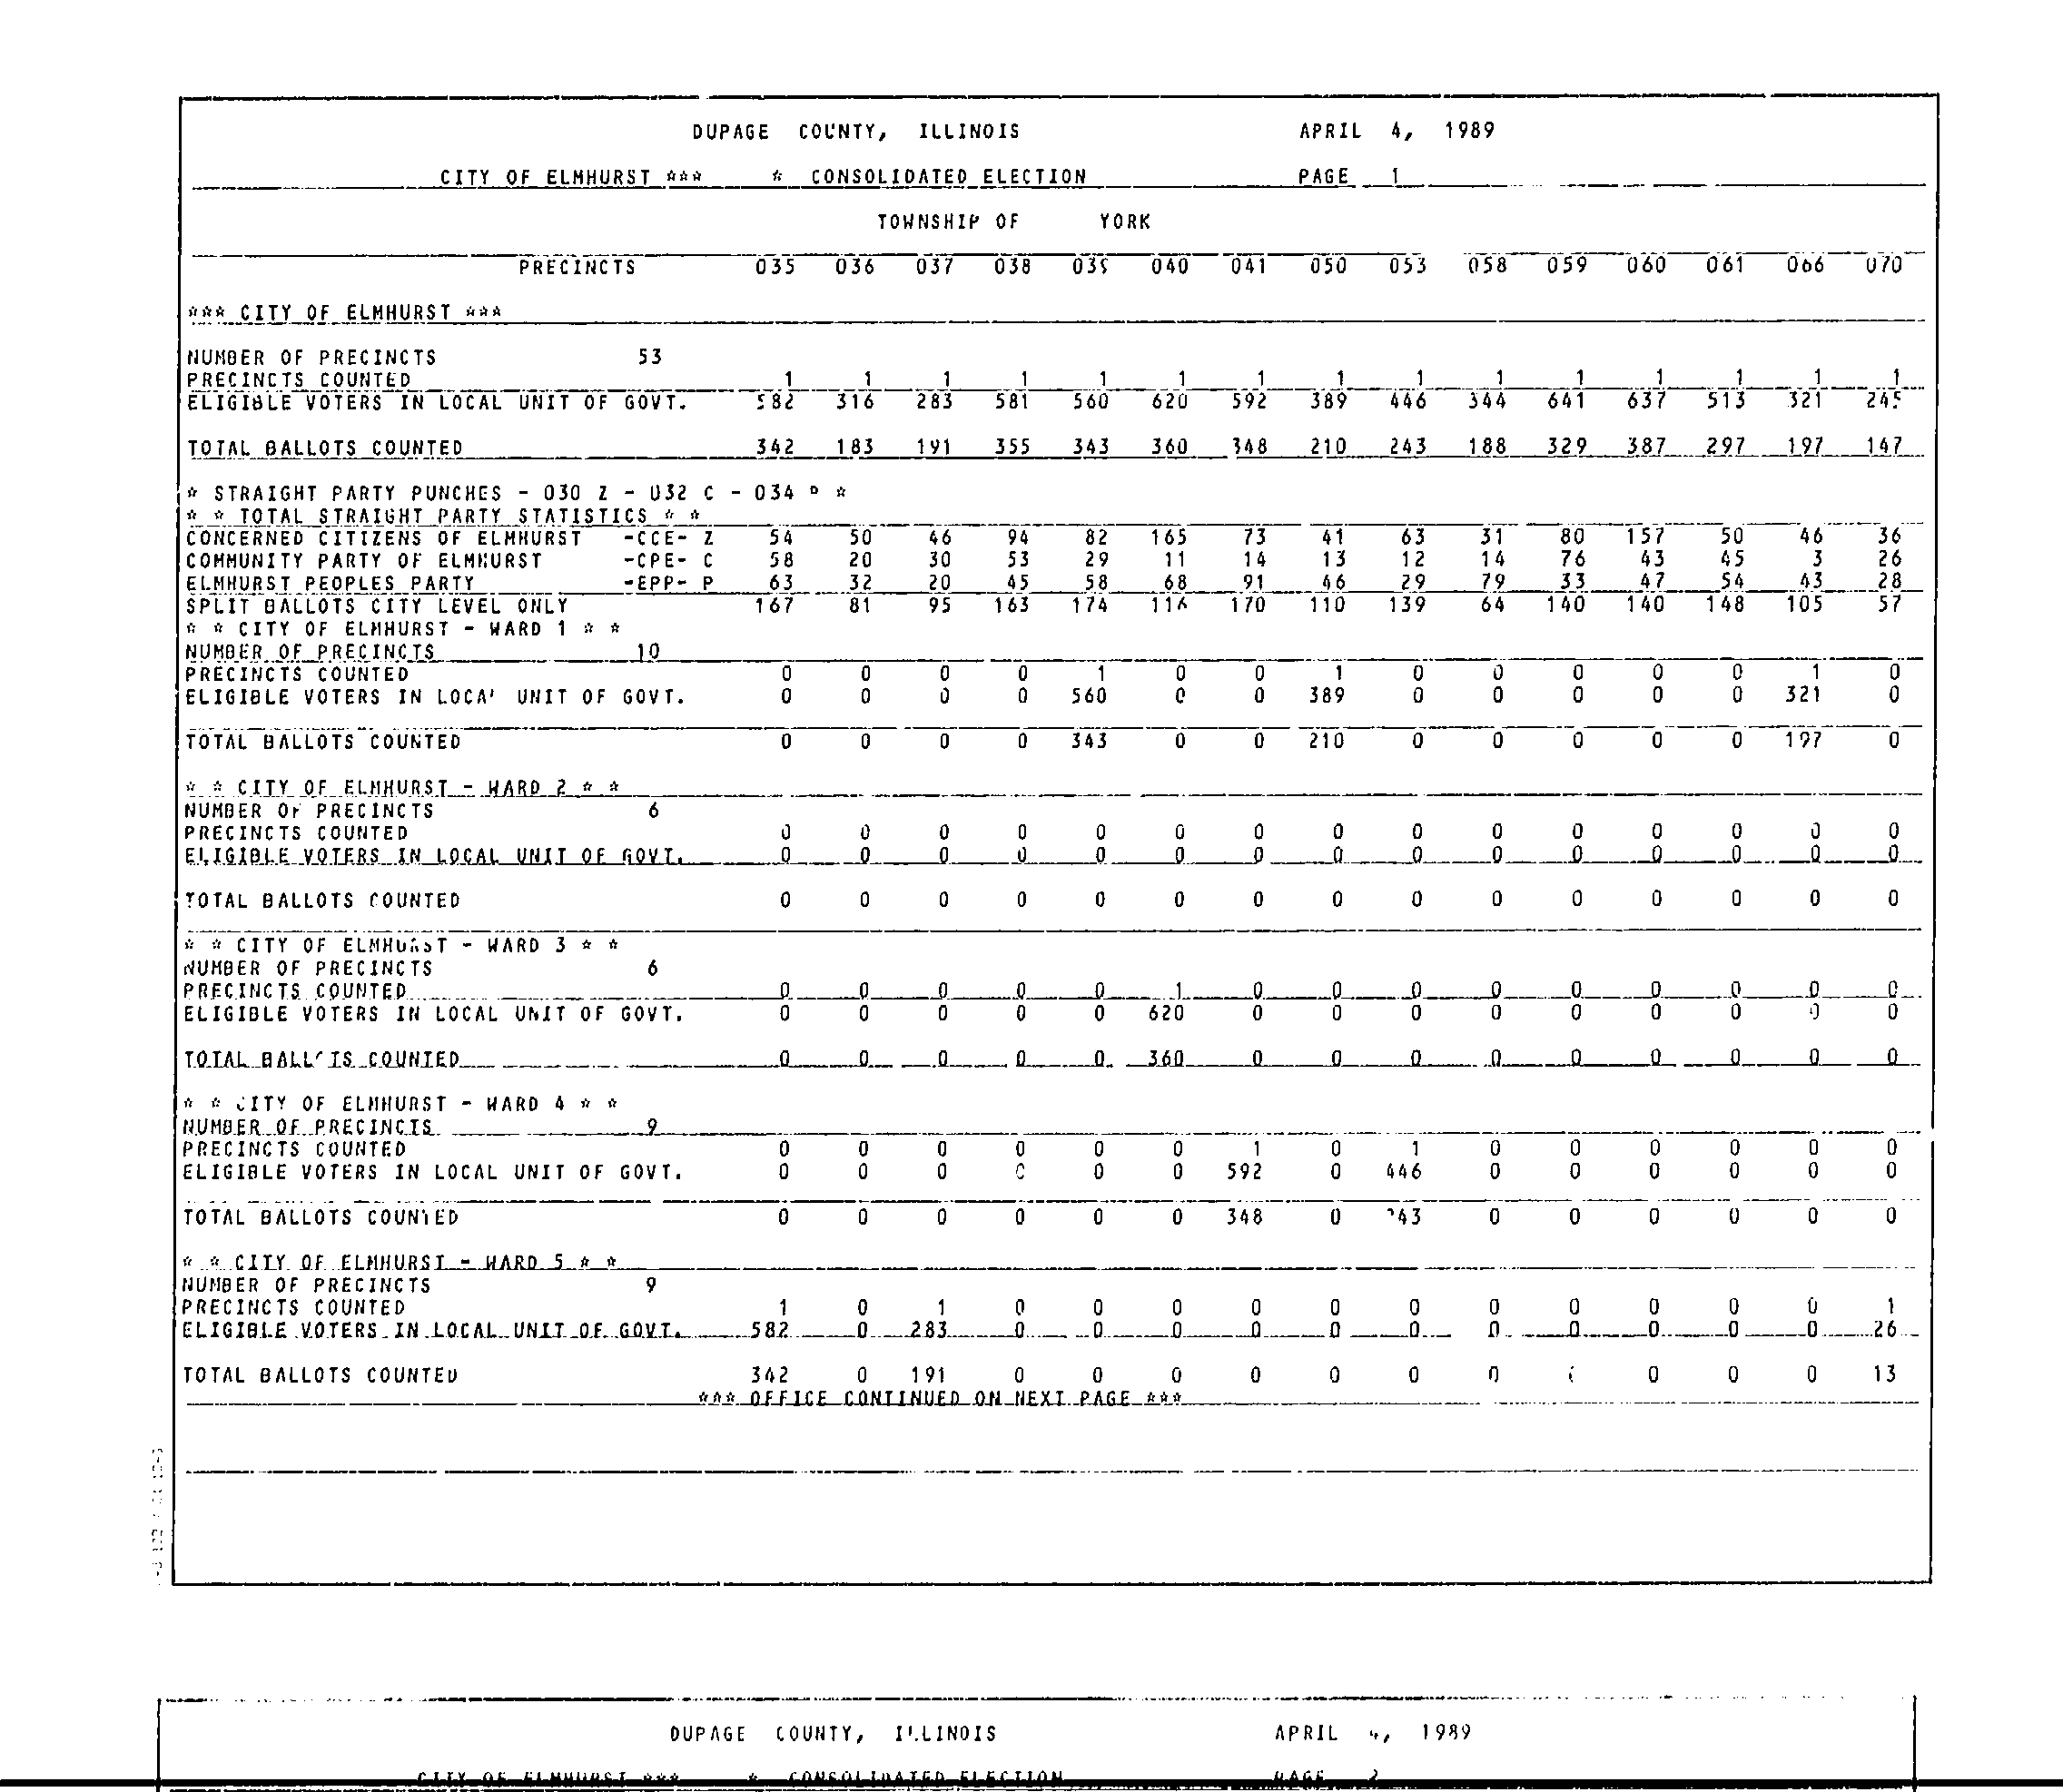 DUPAGE COUNTY, ILLINOIS APRIL 4, 1989
CITY OF ELMHURST *** * CONSOLIDATED ELECTION PAGE 1
TOWNSHIP OF YORK
PRECINCTS 035 036 037 038 039 040 041 050 053 058 059 060 061 066 070
*** CITY OF ELMHURST ***
NUMBER OF PRECINCTS 53
PRECINCTS COUNTED 1 1 1 1 1 1 1 1 1 1 1 1 1 1 1
ELIGIBLE VOTERS IN LOCAL UNIT OF GOVT. 582 316 283 581 560 620 592 389 446 344 641 637 513 321 245
TOTAL BALLOTS COUNTED 342 183 191 355 343 360 348 210 243 188 329 387 297 197 147
* STRAIGHT PARTY PUNCHES - 030 Z - 032 C - 034 P *
* * TOTAL STRAIGHT PARTY STATISTICS * *
CONCERNED CITIZENS OF ELMHURST -CCE- Z 54 50 46 94 82 165 73 41 63 31 80 157 50 46 36
COMMUNITY PARTY OF ELMHURST -CPE- C 58 20 30 53 29 11 14 13 12 14 76 43 45 3 26
ELMHURST PEOPLES PARTY -EPP- P 63 32 20 45 58 68 91 46 29 79 33 47 54 43 28
SPLIT BALLOTS CITY LEVEL ONLY 167 81 95 163 174 116 170 110 139 64 140 140 148 105 57
* * CITY OF ELMHURST - WARD 1 * *
NUMBER OF PRECINCTS 10
PRECINCTS COUNTED 0 0 0 0 1 0 0 1 0 0 0 0 0 1 0
ELIGIBLE VOTERS IN LOCAL UNIT OF GOVT. 0 0 0 0 560 0 0 389 0 0 0 0 0 321 0
TOTAL BALLOTS COUNTED 0 0 0 0 343 0 0 210 0 0 0 0 0 197 0
* * CITY OF ELMHURST - WARD 2 * *
NUMBER OF PRECINCTS 6
PRECINCTS COUNTED 0 0 0 0 0 0 0 0 0 0 0 0 0 0 0
ELIGIBLE VOTERS IN LOCAL UNIT OF GOVT. 0 0 0 0 0 0 0 0 0 0 0 0 0 0 0
TOTAL BALLOTS COUNTED 0 0 0 0 0 0 0 0 0 0 0 0 0 0 0
* * CITY OF ELMHURST - WARD 3 * *
NUMBER OF PRECINCTS 6
PRECINCTS COUNTED 0 0 0 0 0 1 0 0 0 0 0 0 0 0 0
ELIGIBLE VOTERS IN LOCAL UNIT OF GOVT. 0 0 0 0 0 620 0 0 0 0 0 0 0 0 0
TOTAL BALLOTS COUNTED 0 0 0 0 0 360 0 0 0 0 0 0 0 0 0
* * CITY OF ELMHURST - WARD 4 * *
NUMBER OF PRECINCTS 9
PRECINCTS COUNTED 0 0 0 0 0 0 1 0 1 0 0 0 0 0 0
ELIGIBLE VOTERS IN LOCAL UNIT OF GOVT. 0 0 0 0 0 0 592 0 446 0 0 0 0 0 0
TOTAL BALLOTS COUNTED 0 0 0 0 0 0 348 0 243 0 0 0 0 0 0
* * CITY OF ELMHURST - WARD 5 * *
NUMBER OF PRECINCTS 9
PRECINCTS COUNTED 1 0 1 0 0 0 0 0 0 0 0 0 0 0 1
ELIGIBLE VOTERS IN LOCAL UNIT OF GOVT. 582 0 283 0 0 0 0 0 0 0 0 0 0 0 26
TOTAL BALLOTS COUNTED 342 0 191 0 0 0 0 0 0 0 0 0 0 13
*** OFFICE CONTINUED ON NEXT PAGE ***
DUPAGE COUNTY, ILLINOIS APRIL 4, 1989
CITY OF ELMHURST *** * CONSOLIDATED ELECTION PAGE 2